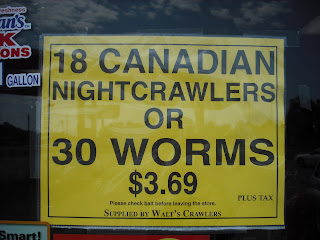 freshness
GALLON
18 CANADIAN
NIGHTCRAWLERS
OR
30 WORMS
$3.69
PLUS TAX
Please check bait before leaving the store.
SUPPLIED BY WALT'S CRAWLERS
Smart!